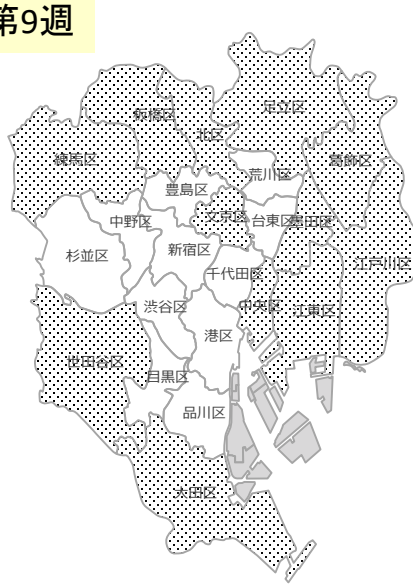 第9週
足立区
板橋区
北区
練馬区
葛飾区
荒川区
豊島区
文京区
台東区
墨田区
中野区
杉並区
新宿区
江戸川区
千代田区
渋谷区
中央区
江東区
港区
世田谷区
目黒区
品川区
大田区